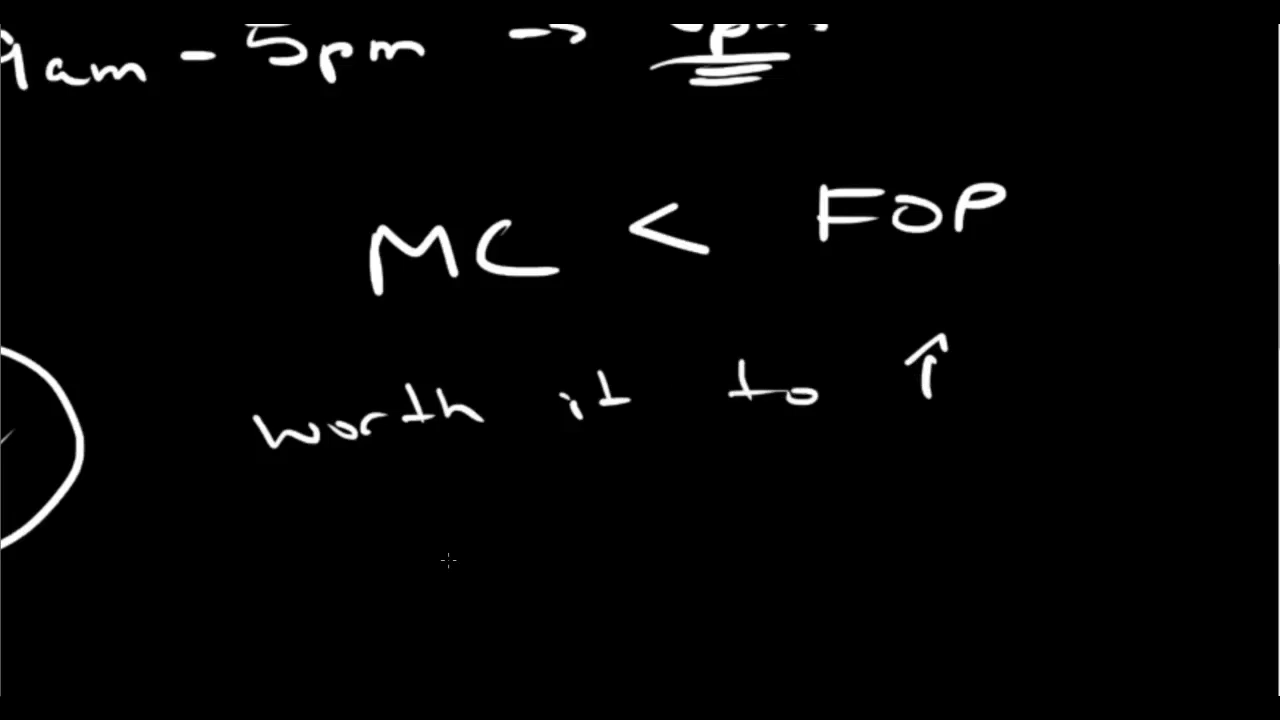 9am - 5pm →
MC < FOP
worth it to ↑